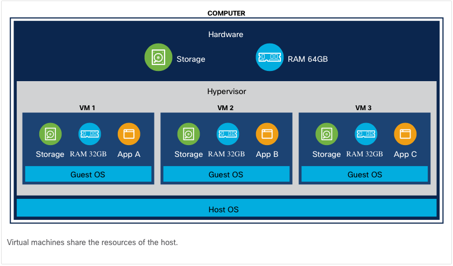 COMPUTER
Hardware
Storage
RAM 64GB
Hypervisor
VM 1
VM 2
VM 3
Storage RAM 32GB App A
Storage RAM 32GB App B
Storage RAM 32GB App C
Guest OS
Guest OS
Guest OS
Host OS
Virtual machines share the resources of the host.